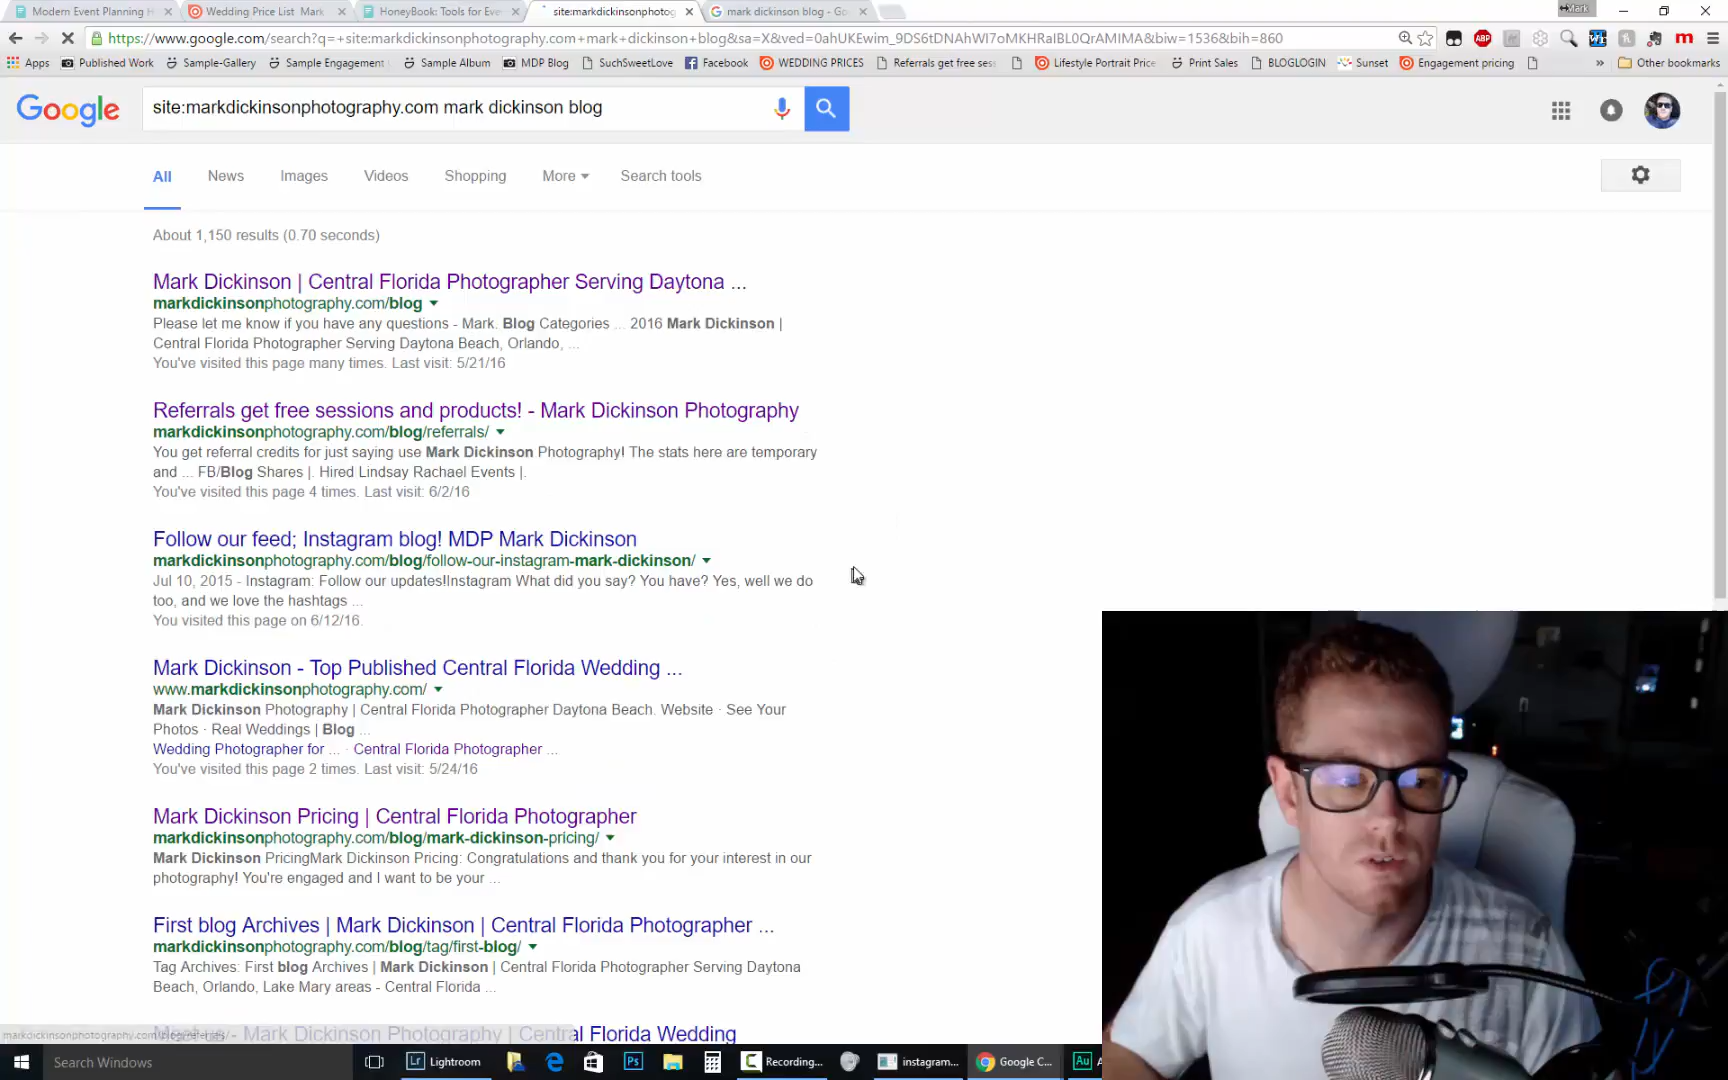 Modern Event Planning
Wedding Price List Mark
HoneyBook: Tools for Eve
site:markdickinsonphotog
mark dickinson blog - Go
Mark
https://www.google.com/search?q=+site:markdickinsonphotography.com+mark+dickinson+blog&sa=X&ved=0ahUKEwim_9DS6tDNAhWI7oMKHRaIBL0QrAMIMA&biw=1536&bih=860
ABP
Apps Published Work Sample-Gallery Sample Engagement Sample Album MDP Blog SuchSweetLove Facebook WEDDING PRICES Referrals get free sess Lifestyle Portrait Price Print Sales BLOGLOGIN Sunset Engagement pricing » Other bookmarks
Google
site:markdickinsonphotography.com mark dickinson blog
All News Images Videos Shopping More Search tools
About 1,150 results (0.70 seconds)
Mark Dickinson | Central Florida Photographer Serving Daytona ...
markdickinsonphotography.com/blog
Please let me know if you have any questions - Mark. Blog Categories ... 2016 Mark Dickinson |
Central Florida Photographer Serving Daytona Beach, Orlando, ...
You've visited this page many times. Last visit: 5/21/16
Referrals get free sessions and products! - Mark Dickinson Photography
markdickinsonphotography.com/blog/referrals/
You get referral credits for just saying use Mark Dickinson Photography! The stats here are temporary
and ... FB/Blog Shares |. Hired Lindsay Rachael Events |.
You've visited this page 4 times. Last visit: 6/2/16
Follow our feed; Instagram blog! MDP Mark Dickinson
markdickinsonphotography.com/blog/follow-our-instagram-mark-dickinson/
Jul 10, 2015 - Instagram: Follow our updates!Instagram What did you say? You have? Yes, well we do
too, and we love the hashtags ...
You visited this page on 6/12/16.
Mark Dickinson - Top Published Central Florida Wedding ...
www.markdickinsonphotography.com/
Mark Dickinson Photography | Central Florida Photographer Daytona Beach. Website · See Your
Photos · Real Weddings | Blog ...
Wedding Photographer for ... · Central Florida Photographer ...
You've visited this page 2 times. Last visit: 5/24/16
Mark Dickinson Pricing | Central Florida Photographer
markdickinsonphotography.com/blog/mark-dickinson-pricing/
Mark Dickinson PricingMark Dickinson Pricing: Congratulations and thank you for your interest in our
photography! You're engaged and I want to be your ...
First blog Archives | Mark Dickinson | Central Florida Photographer ...
markdickinsonphotography.com/blog/tag/first-blog/
Tag Archives: First blog Archives | Mark Dickinson | Central Florida Photographer Serving Daytona
Beach, Orlando, Lake Mary areas - Central Florida ...
- Mark Dickinson Photography | Central Florida Wedding
markdickinsonphotography.com/blog/referrals/
Search Windows Lr Lightroom Ps Recording... instagram... Google C... Au